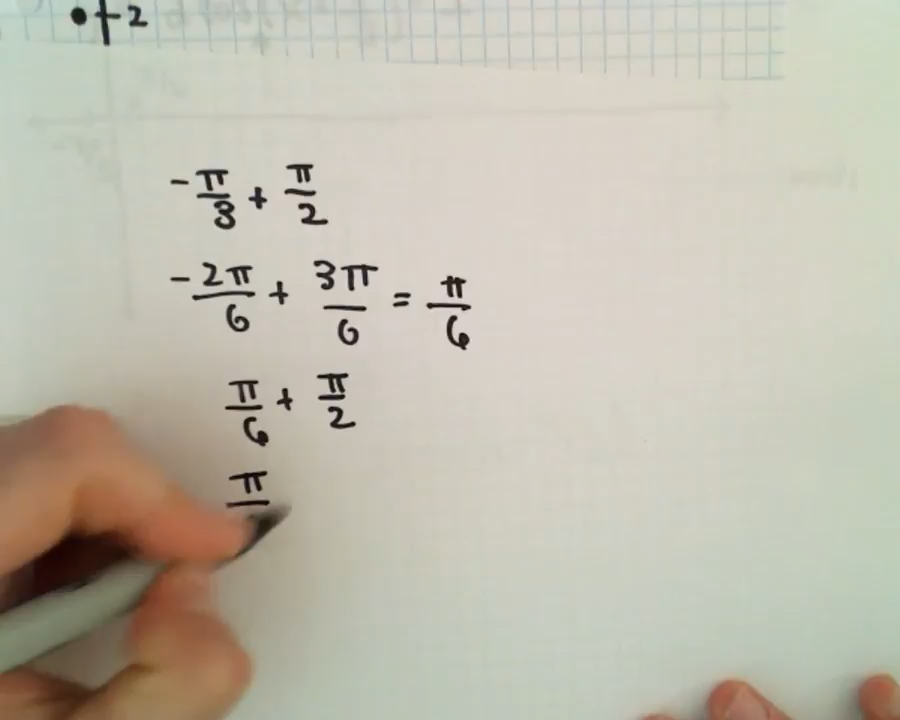 -2
-π/3 + π/2
-2π/6 + 3π/6 = π/6
π/6 + π/2
π